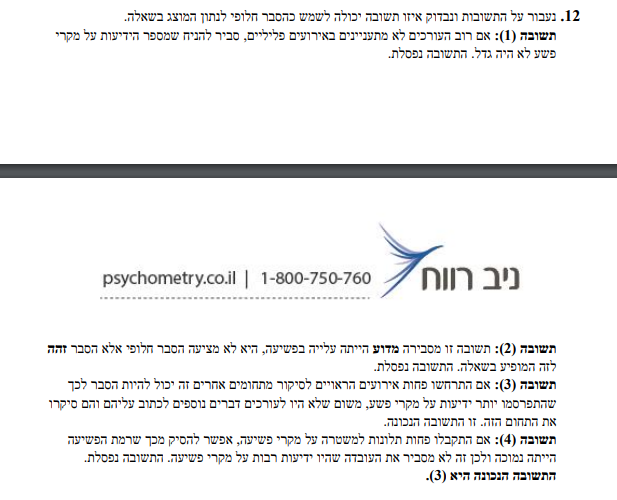 12. נעבור על התשובות ונבדוק איזו תשובה יכולה לשמש כהסבר חלופי לנתון המוצג בשאלה.
תשובה (1): אם רוב העורכים לא מתעניינים באירועים פליליים, סביר להניח שמספר הידיעות על מקרי
פשע לא היה גדל. התשובה נפסלת.
psychometry.co.il | 1-800-750-760
ניב רווח
תשובה (2): תשובה זו מסבירה מדוע הייתה עלייה בפשיעה, היא לא מציעה הסבר חלופי אלא הסבר זהה
לזה המופיע בשאלה. התשובה נפסלת.
תשובה (3): אם התרחשו פחות אירועים הראויים לסיקור מתחומים אחרים זה יכול להיות הסבר לכך
שהתפרסמו יותר ידיעות על מקרי פשע, משום שלא היו לעורכים דברים נוספים לכתוב עליהם והם סיקרו
את התחום הזה. זו התשובה הנכונה.
תשובה (4): אם התקבלו פחות תלונות למשטרה על מקרי פשיעה, אפשר להסיק מכך שרמת הפשיעה
הייתה נמוכה ולכן זה לא מסביר את העובדה שהיו ידיעות רבות על מקרי פשיעה. התשובה נפסלת.
התשובה הנכונה היא (3).